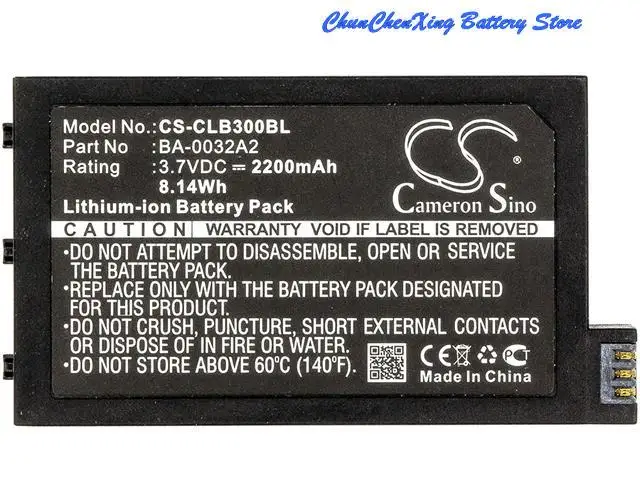 ChunChenXing Battery Store
Model No.: CS-CLB300BL
Part No : BA-0032A2
Rating : 3.7VDC ⎓ 2200mAh
8.14Wh
Lithium-ion Battery Pack
Cameron Sino
CAUTION WARRANTY VOID IF LABEL IS REMOVED
•DO NOT ATTEMPT TO DISASSEMBLE, OPEN OR SERVICE
THE BATTERY PACK.
•REPLACE ONLY WITH THE BATTERY PACK DESIGNATED
FOR THIS PRODUCT.
•DO NOT CRUSH, PUNCTURE, SHORT EXTERNAL CONTACTS
OR DISPOSE OF IN FIRE OR WATER.
•DO NOT STORE ABOVE 60℃ (140℉).
CE
Made In China